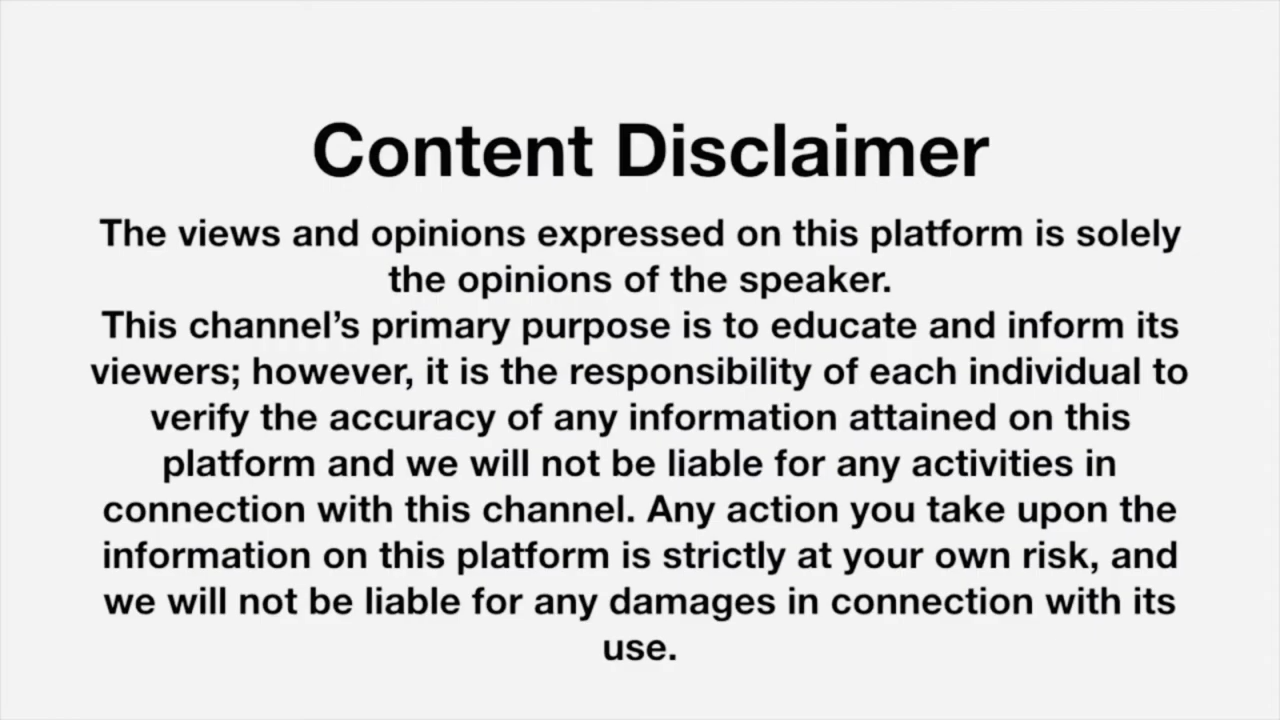 Content Disclaimer
The views and opinions expressed on this platform is solely
the opinions of the speaker.
This channel’s primary purpose is to educate and inform its
viewers; however, it is the responsibility of each individual to
verify the accuracy of any information attained on this
platform and we will not be liable for any activities in
connection with this channel. Any action you take upon the
information on this platform is strictly at your own risk, and
we will not be liable for any damages in connection with its
use.